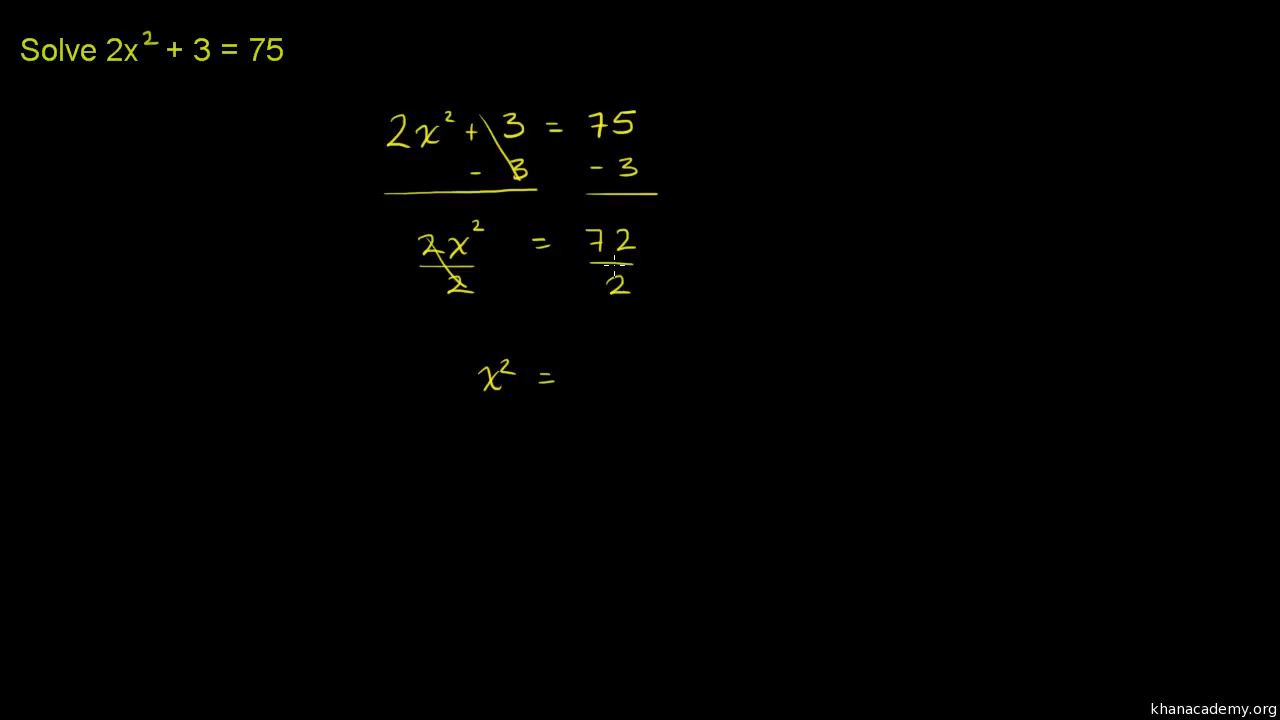 Solve 2x² + 3 = 75
2x² + 3 = 75
- 3 - 3
2x² = 72
2 2
x² =
khanacademy.org